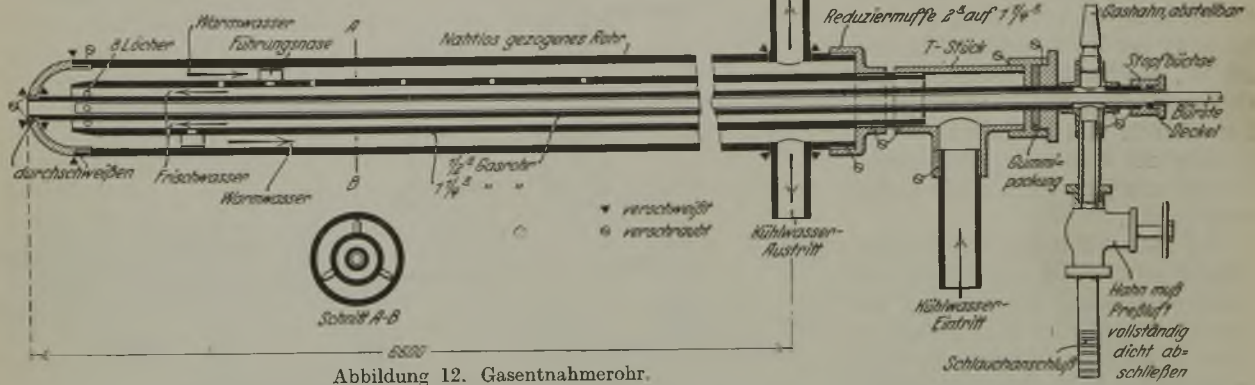 Warmwasser
8 Löcher
Führungsnase
A
Nahtlos gezogenes Rohr
Reduziermuffe 2" auf 1 1/4"
T-Stück
Gashahn, abstellbar
Stopfbüchse
Bürste
Deckel
durchschweißen
Frischwasser
Warmwasser
B
1/2" Gasrohr
1 1/4" " "
verschweißt
verschraubt
Kühlwasser-
Austritt
Gummi-
packung
Schnitt A-B
Kühlwasser-
Eintritt
Hahn muß
Preßluft
vollständig
dicht ab=
schließen
Schlauchanschluß
6600
Abbildung 12. Gasentnahmerohr.